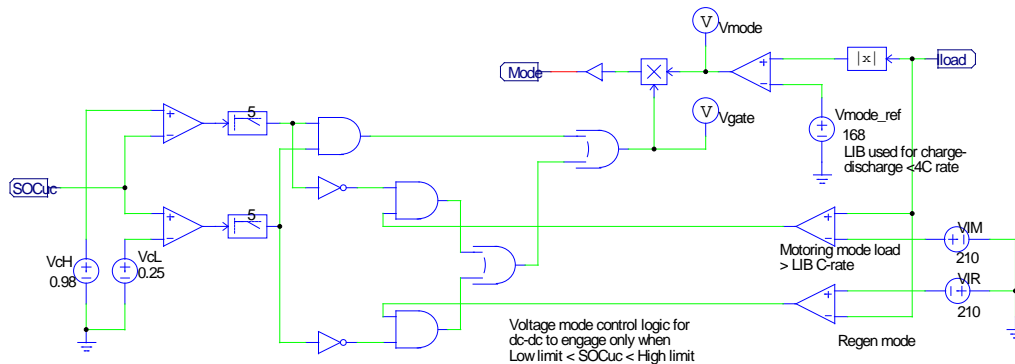 V
Vmode
Mode
|x|
Iload
V
Vgate
Vmode_ref
168
LIB used for charge-
discharge <4C rate
5
SOCuc
5
VcH
0.98
VcL
0.25
VIM
210
Motoring mode load
> LIB C-rate
VIR
210
Regen mode
Voltage mode control logic for
dc-dc to engage only when
Low limit < SOCuc < High limit